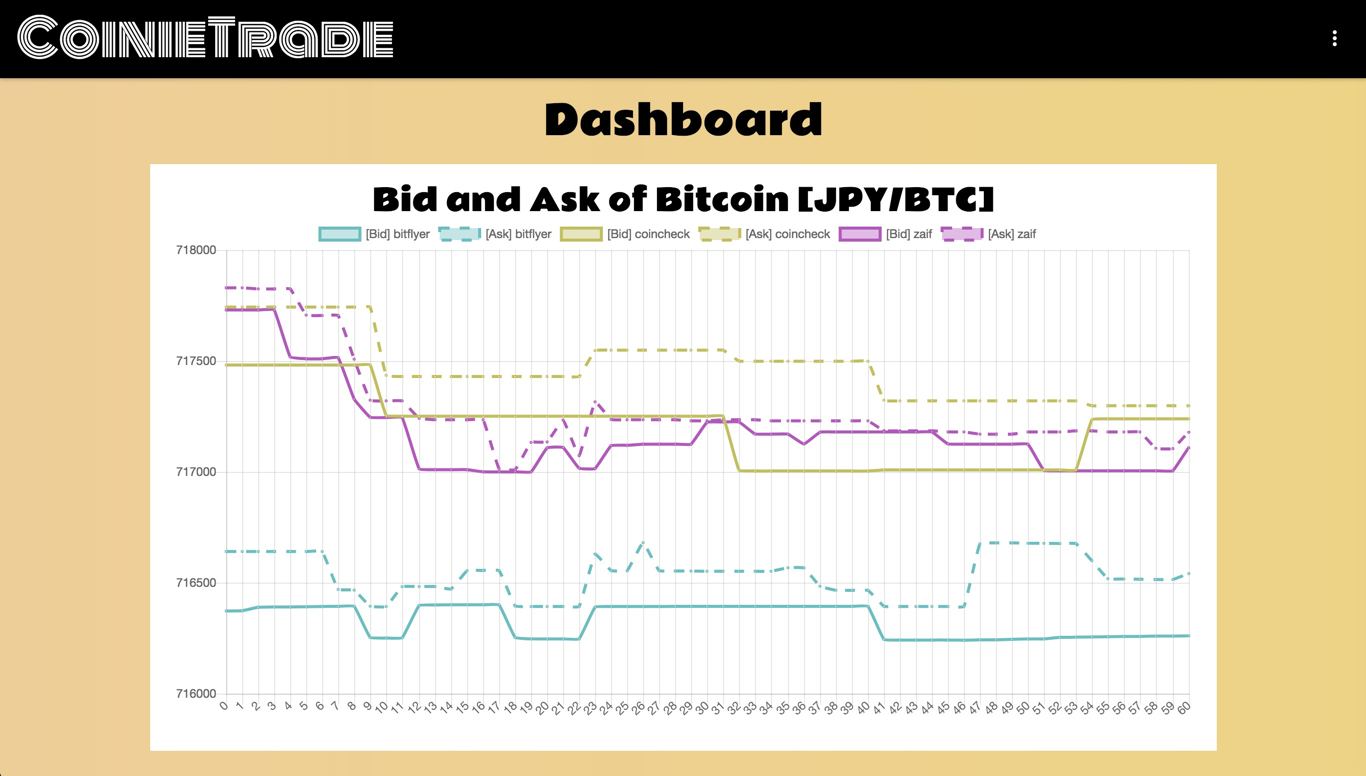 CoinieTrade
Dashboard
Bid and Ask of Bitcoin [JPY/BTC]
[Bid] bitflyer [Ask] bitflyer [Bid] coincheck [Ask] coincheck [Bid] zaif [Ask] zaif
718000
717500
717000
716500
716000
0 1 2 3 4 5 6 7 8 9 10 11 12 13 14 15 16 17 18 19 20 21 22 23 24 25 26 27 28 29 30 31 32 33 34 35 36 37 38 39 40 41 42 43 44 45 46 47 48 49 50 51 52 53 54 55 56 57 58 59 60